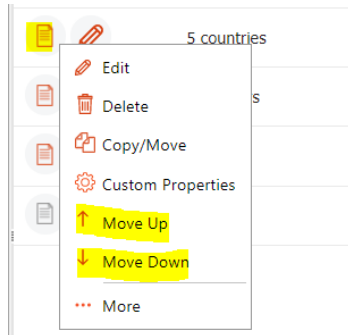 5 countries
Edit
Delete
s
Copy/Move
Custom Properties
Move Up
Move Down
More